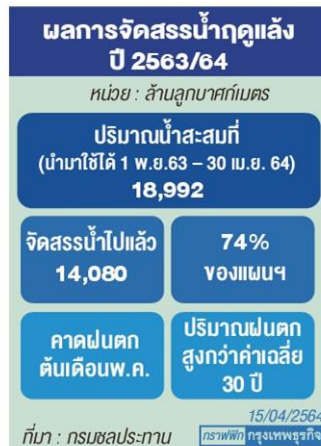 ผลการจัดสรรน้ำฤดูแล้ง
ปี 2563/64
หน่วย : ล้านลูกบาศก์เมตร
ปริมาณน้ำสะสมที่
(นำมาใช้ได้ 1 พ.ย.63 – 30 เม.ย. 64)
18,992
จัดสรรน้ำไปแล้ว
14,080
74%
ของแผนฯ
คาดฝนตก
ต้นเดือนพ.ค.
ปริมาณฝนตก
สูงกว่าค่าเฉลี่ย
30 ปี
15/04/2564
ที่มา : กรมชลประทาน
กราฟฟิก กรุงเทพธุรกิจ